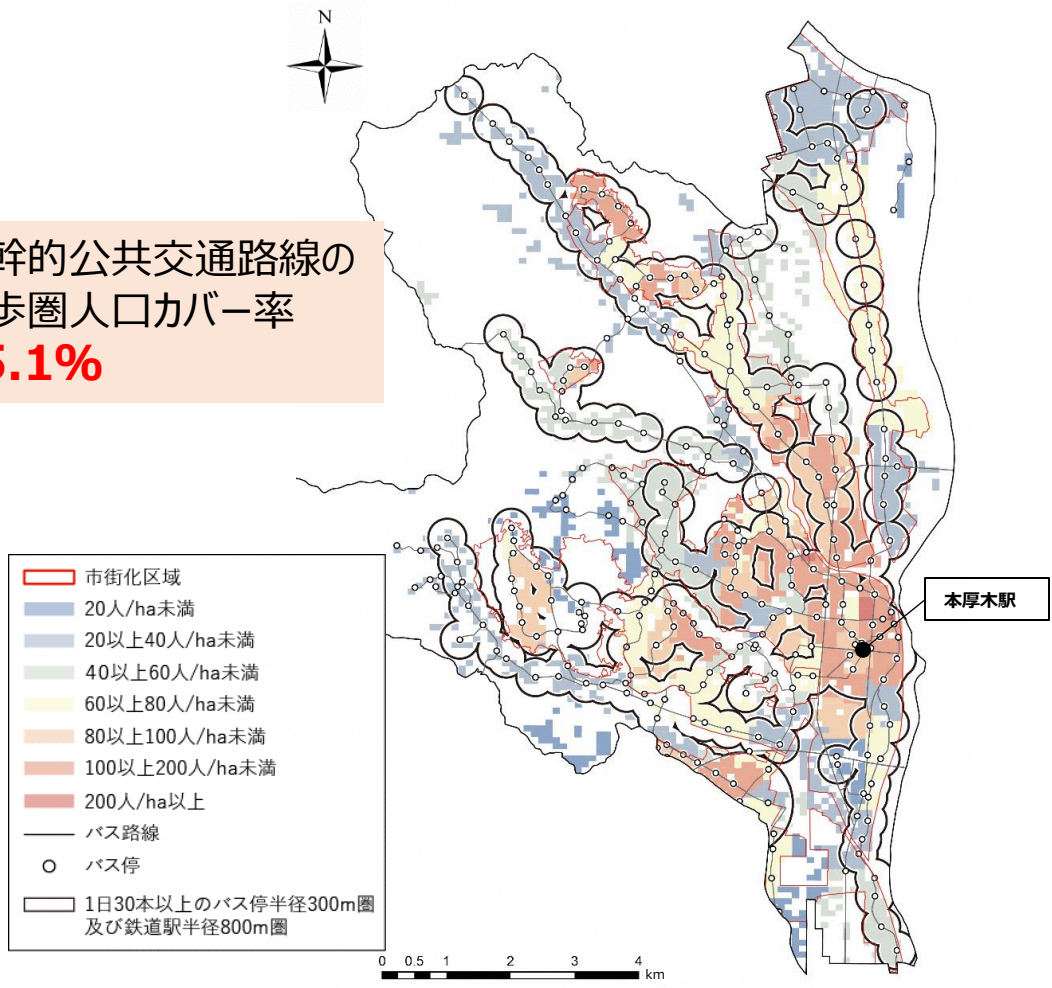 N
幹的公共交通路線の
歩圏人口カバー率
5.1%
市街化区域
20人/ha未満
20以上40人/ha未満
40以上60人/ha未満
60以上80人/ha未満
80以上100人/ha未満
100以上200人/ha未満
200人/ha以上
バス路線
バス停
1日30本以上のバス停半径300m圏
及び鉄道駅半径800m圏
本厚木駅
0 0.5 1 2 3 4
km